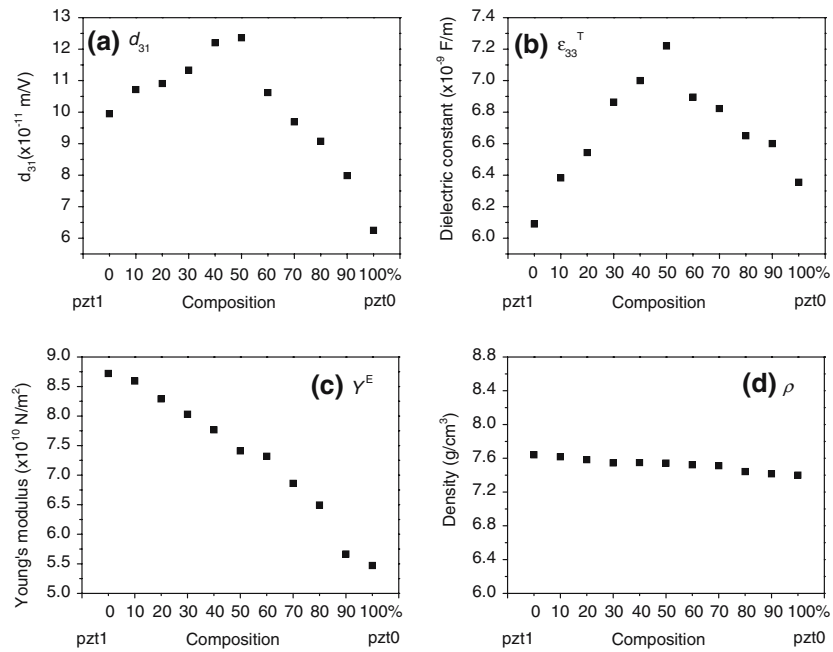 (a) d31
d31(x10-11 m/V)
13
12
11
10
9
8
7
6
0 10 20 30 40 50 60 70 80 90 100%
pzt1 Composition pzt0
(b) ε33T
Dielectric constant (x10-9 F/m)
7.4
7.2
7.0
6.8
6.6
6.4
6.2
6.0
0 10 20 30 40 50 60 70 80 90 100%
pzt1 Composition pzt0
(c) YE
Young's modulus (x1010 N/m2)
9.0
8.5
8.0
7.5
7.0
6.5
6.0
5.5
5.0
0 10 20 30 40 50 60 70 80 90 100%
pzt1 Composition pzt0
(d) ρ
Density (g/cm3)
8.8
8.4
8.0
7.6
7.2
6.8
6.4
6.0
0 10 20 30 40 50 60 70 80 90 100%
pzt1 Composition pzt0